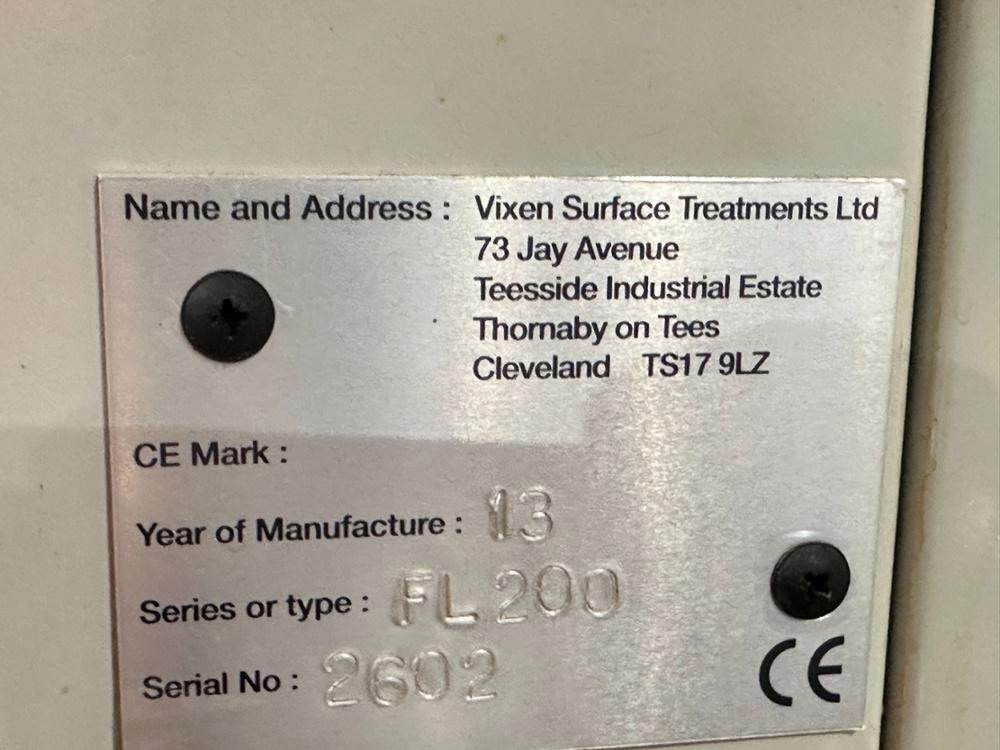 Name and Address : Vixen Surface Treatments Ltd
73 Jay Avenue
Teesside Industrial Estate
Thornaby on Tees
Cleveland TS17 9LZ
CE Mark :
Year of Manufacture : 13
Series or type : FL200
Serial No : 2602
CE